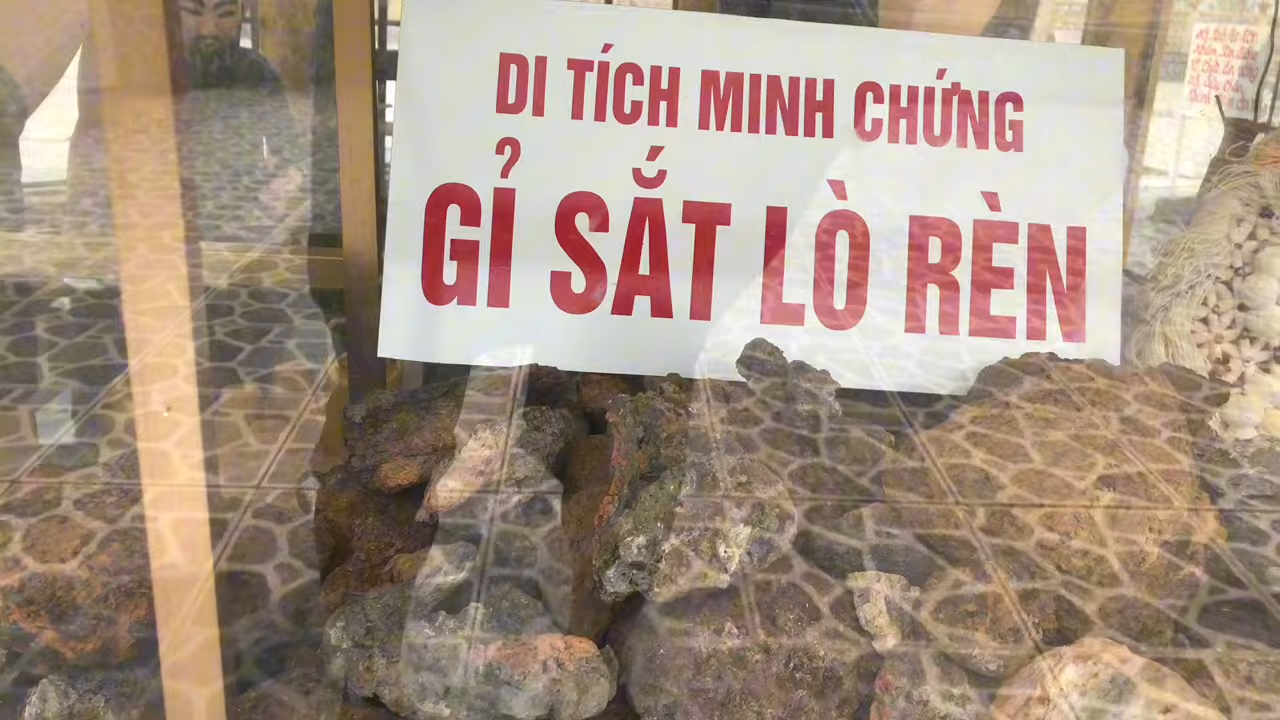 DI TÍCH MINH CHỨNG
GỈ SẮT LÒ RÈN